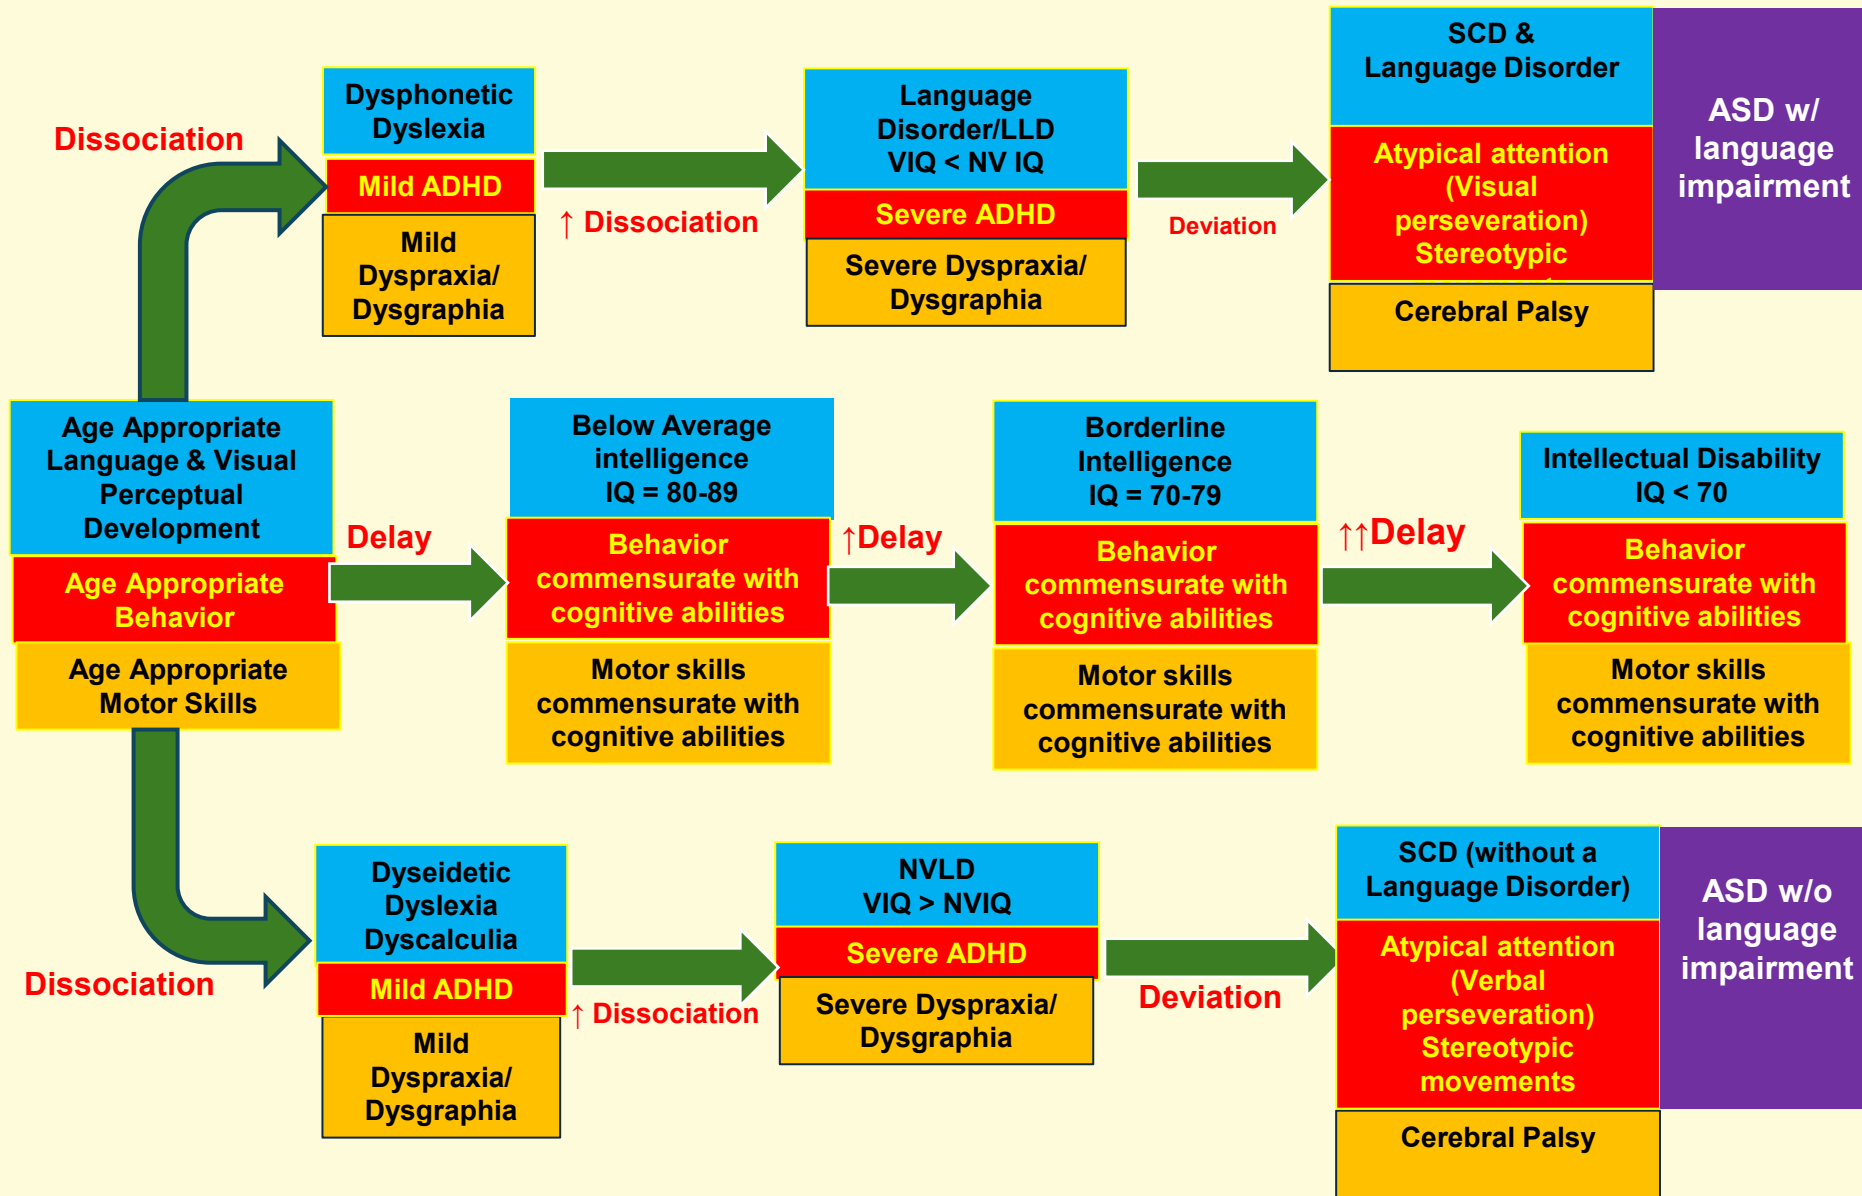 Dissociation
Dysphonetic
Dyslexia
Mild ADHD
Mild
Dyspraxia/
Dysgraphia
↑ Dissociation
Language
Disorder/LLD
VIQ < NV IQ
Severe ADHD
Severe Dyspraxia/
Dysgraphia
Deviation
SCD &
Language Disorder
Atypical attention
(Visual
perseveration)
Stereotypic
Cerebral Palsy
ASD w/
language
impairment
Age Appropriate
Language & Visual
Perceptual
Development
Age Appropriate
Behavior
Age Appropriate
Motor Skills
Delay
Below Average
intelligence
IQ = 80-89
Behavior
commensurate with
cognitive abilities
Motor skills
commensurate with
cognitive abilities
↑Delay
Borderline
Intelligence
IQ = 70-79
Behavior
commensurate with
cognitive abilities
Motor skills
commensurate with
cognitive abilities
↑↑Delay
Intellectual Disability
IQ < 70
Behavior
commensurate with
cognitive abilities
Motor skills
commensurate with
cognitive abilities
Dissociation
Dyseidetic
Dyslexia
Dyscalculia
Mild ADHD
Mild
Dyspraxia/
Dysgraphia
↑ Dissociation
NVLD
VIQ > NVIQ
Severe ADHD
Severe Dyspraxia/
Dysgraphia
Deviation
SCD (without a
Language Disorder)
Atypical attention
(Verbal
perseveration)
Stereotypic
movements
Cerebral Palsy
ASD w/o
language
impairment